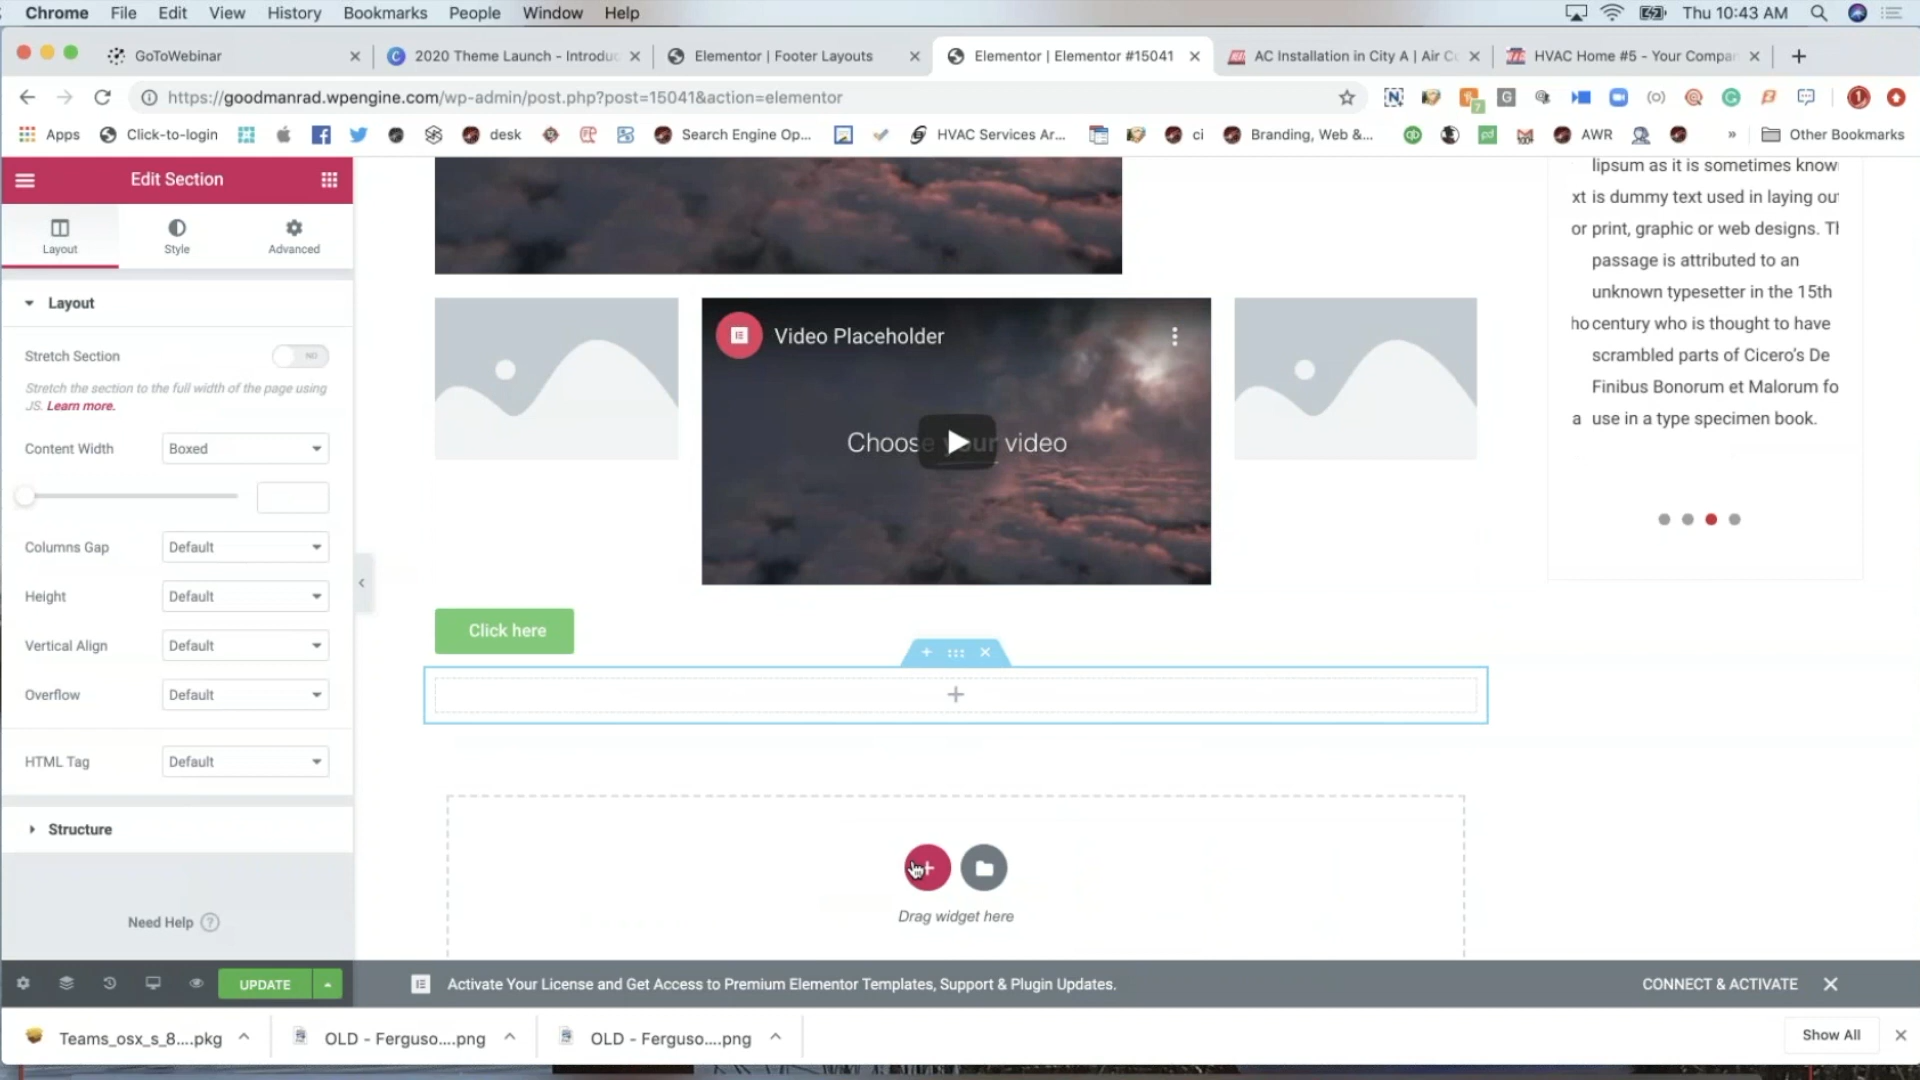 Chrome File Edit View History Bookmarks People Window Help Thu 10:43 AM
GoToWebinar 2020 Theme Launch - Introduc Elementor | Footer Layouts Elementor | Elementor #15041 AC Installation in City A | Air Co HVAC Home #5 - Your Compan
https://goodmanrad.wpengine.com/wp-admin/post.php?post=15041&action=elementor
Apps Click-to-login desk Search Engine Op... HVAC Services Ar... ci Branding, Web &... AWR » Other Bookmarks
Edit Section
Layout Style Advanced
Layout
Stretch Section NO
Stretch the section to the full width of the page using
JS. Learn more.
Content Width Boxed
Columns Gap Default
Height Default
Vertical Align Default
Overflow Default
HTML Tag Default
Structure
Need Help ?
UPDATE
Video Placeholder
Choose your video
Click here
Drag widget here
lipsum as it is sometimes know
xt is dummy text used in laying out
or print, graphic or web designs. Th
passage is attributed to an
unknown typesetter in the 15th
ho century who is thought to have
scrambled parts of Cicero's De
Finibus Bonorum et Malorum fo
a use in a type specimen book.
Activate Your License and Get Access to Premium Elementor Templates, Support & Plugin Updates. CONNECT & ACTIVATE
Teams_osx_s_8....pkg OLD - Ferguso....png OLD - Ferguso....png Show All